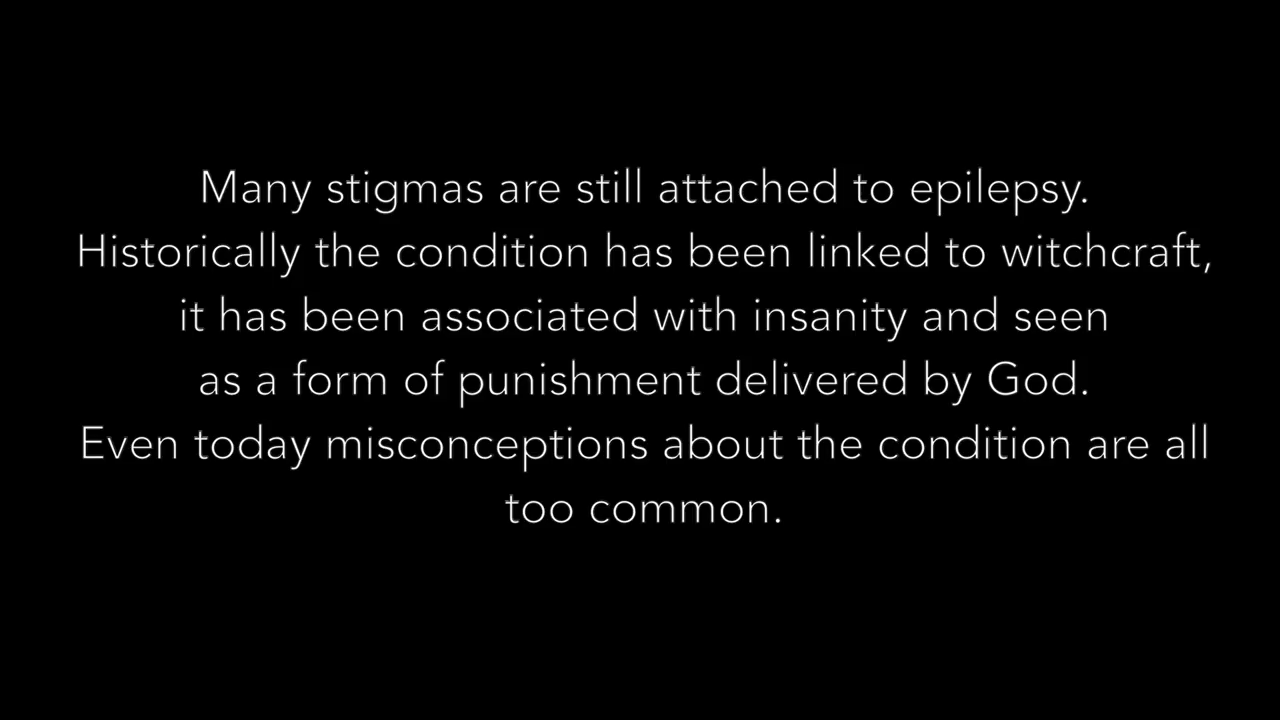 Many stigmas are still attached to epilepsy.
Historically the condition has been linked to witchcraft,
it has been associated with insanity and seen
as a form of punishment delivered by God.
Even today misconceptions about the condition are all
too common.